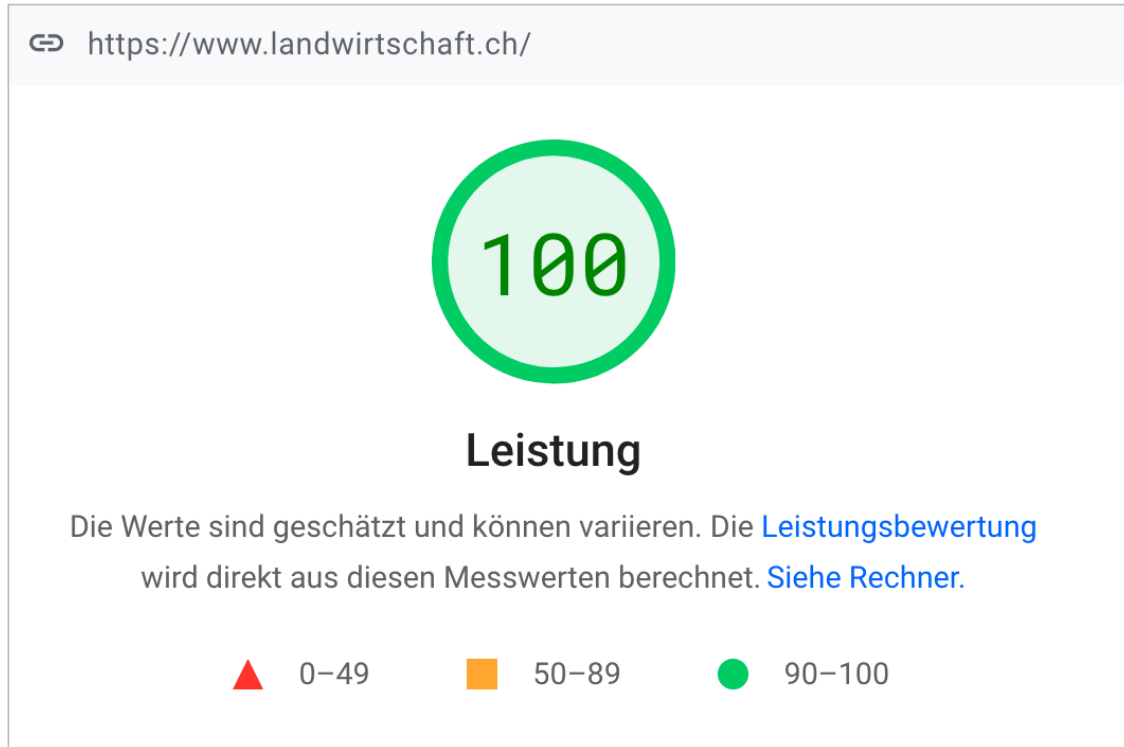 https://www.landwirtschaft.ch/
100
Leistung
Die Werte sind geschätzt und können variieren. Die Leistungsbewertung
wird direkt aus diesen Messwerten berechnet. Siehe Rechner.
0–49 50–89 90–100